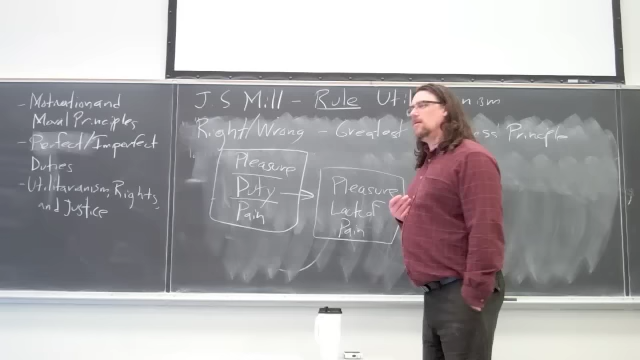 - Motivation and
Moral Principles
- Perfect/Imperfect
Duties
- Utilitarianism, Rights,
and Justice
J S Mill - Rule
Right/Wrong - Greatest Principle
Pleasure
Duty
Pain
Pleasure
Lack of
Pain